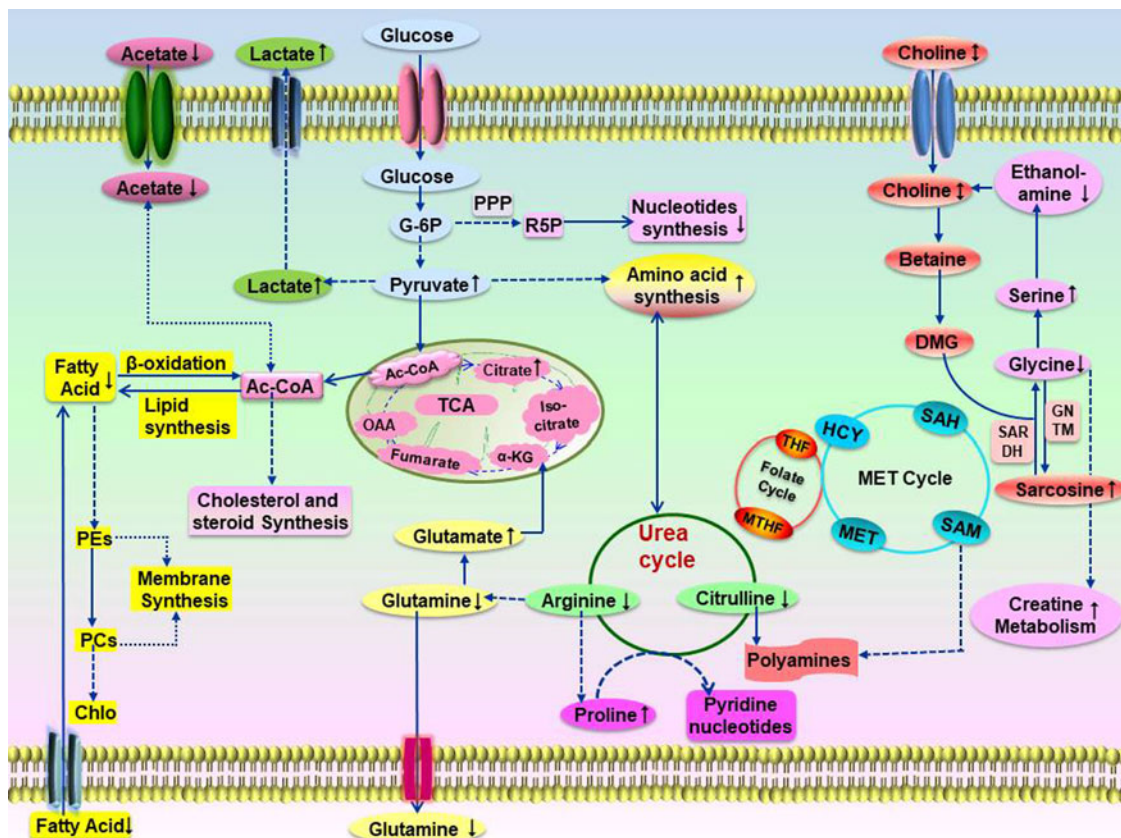 Acetate ↓
Lactate ↑
Glucose
Choline ↕
Acetate ↓
Glucose
Choline ↕
Ethanol-
amine ↓
PPP
G-6P
R5P
Nucleotides
synthesis ↓
Betaine
Lactate ↑
Pyruvate ↑
Amino acid
synthesis ↑
Serine ↑
DMG
Glycine ↓
Fatty
Acid ↓
β-oxidation
Ac-CoA
Lipid
synthesis
Ac-CoA
Citrate ↑
TCA
Iso-
citrate
OAA
Fumarate
α-KG
SAR
DH
GN
TM
HCY
SAH
THF
Folate
Cycle
MTHF
MET Cycle
MET
SAM
Sarcosine ↑
Cholesterol and
steroid Synthesis
PEs
Membrane
Synthesis
PCs
Chlo
Glutamate ↑
Glutamine ↓
Urea
cycle
Arginine ↓
Citrulline ↓
Creatine ↑
Metabolism
Polyamines
Proline ↑
Pyridine
nucleotides
Fatty Acid ↓
Glutamine ↓